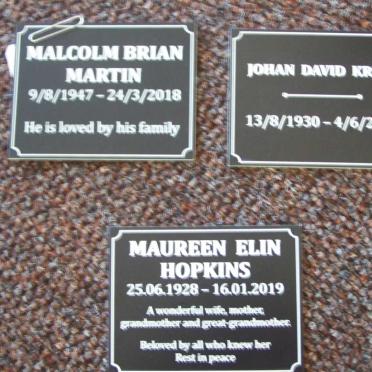 MALCOLM BRIAN
MARTIN
9/8/1947 – 24/3/2018
He is loved by his family
JOHAN DAVID
13/8/1930 – 4/6/
MAUREEN ELIN
HOPKINS
25.06.1928 – 16.01.2019
A wonderful wife, mother,
grandmother and great-grandmother.
Beloved by all who knew her
Rest in peace